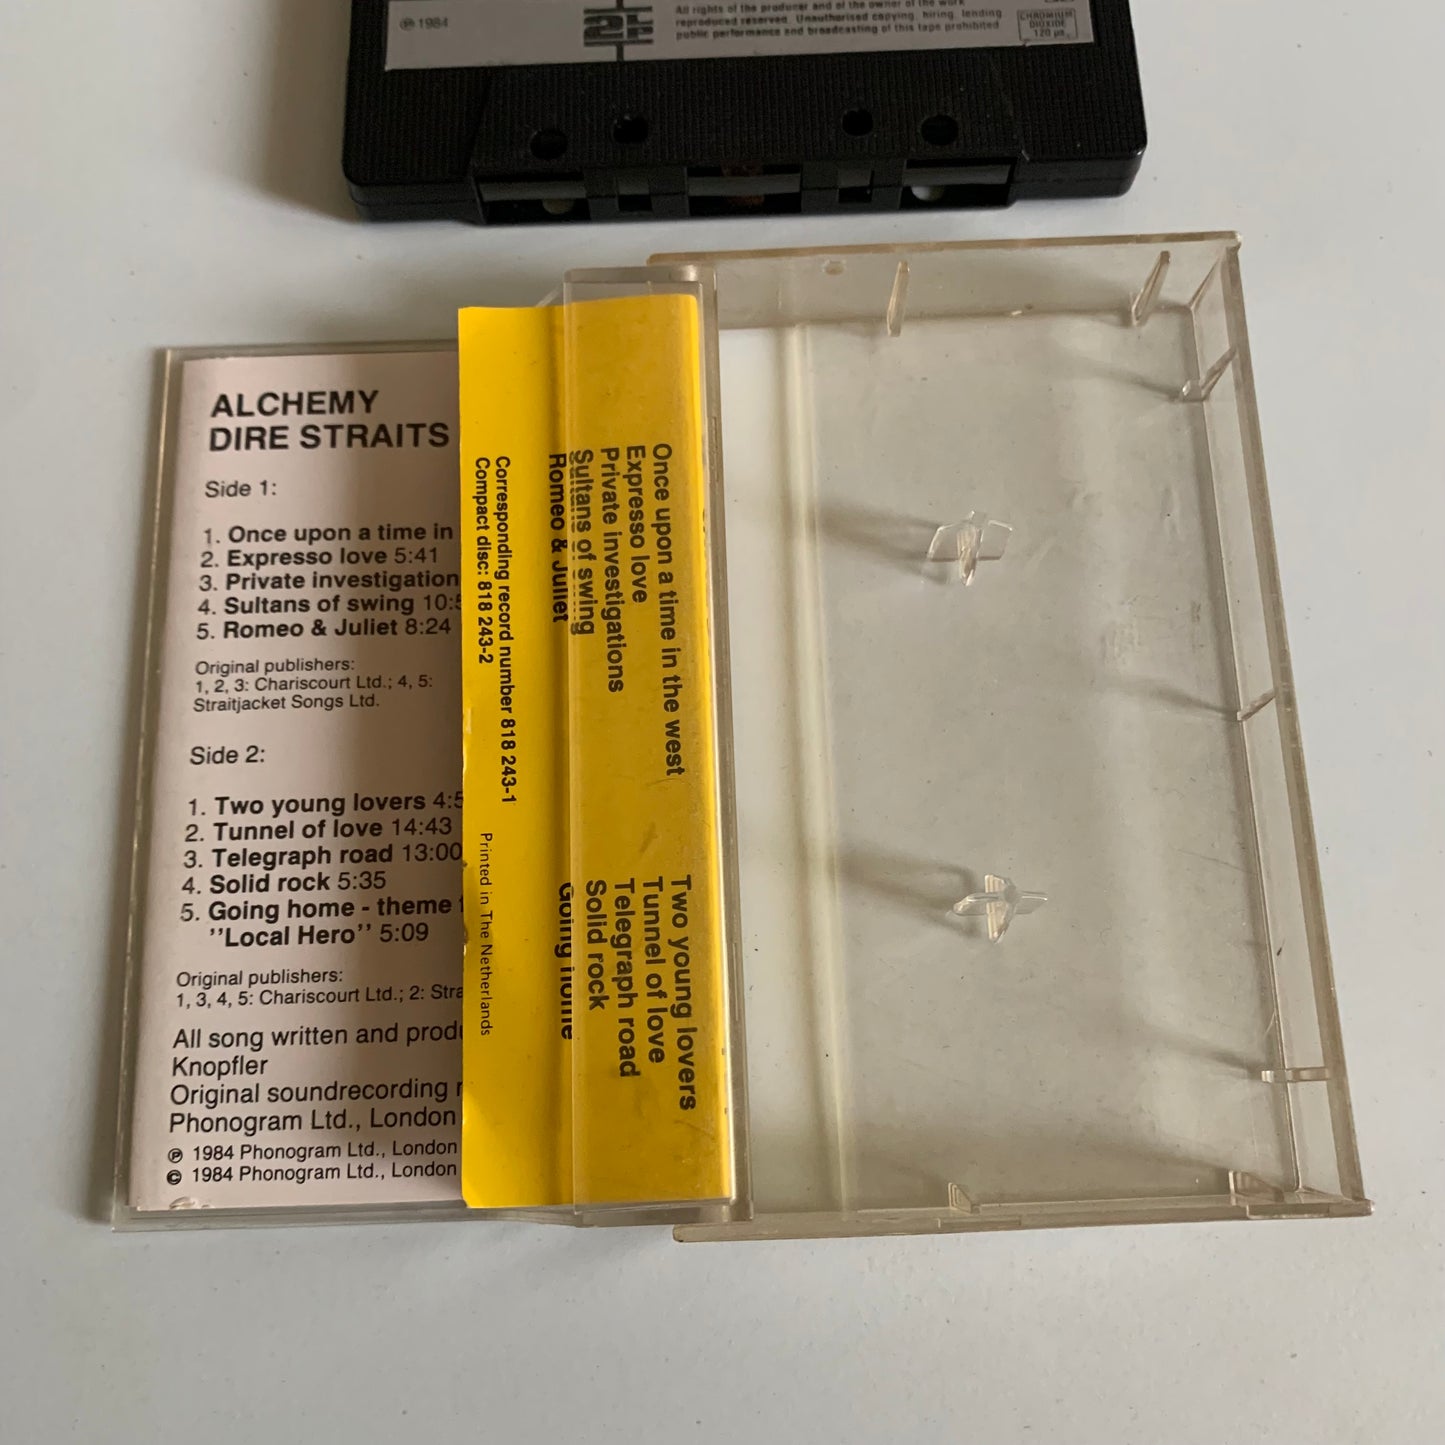 ℗ 1984
All rights of the producer and of the owner of the work
reproduced reserved. Unauthorised copying, hiring, lending
public performance and broadcasting of this tape prohibited
CHROMIUM
DIOXIDE
120 µs
ALCHEMY
DIRE STRAITS
Side 1:
1. Once upon a time in
2. Expresso love 5:41
3. Private investigation
4. Sultans of swing 10:5
5. Romeo & Juliet 8:24
Original publishers:
1, 2, 3: Chariscourt Ltd.; 4, 5:
Straitjacket Songs Ltd.
Side 2:
1. Two young lovers 4:5
2. Tunnel of love 14:43
3. Telegraph road 13:00
4. Solid rock 5:35
5. Going home - theme
''Local Hero'' 5:09
Original publishers:
1, 3, 4, 5: Chariscourt Ltd.; 2: Stra
All song written and produ
Knopfler
Original soundrecording
Phonogram Ltd., London
℗ 1984 Phonogram Ltd., London
© 1984 Phonogram Ltd., London
Once upon a time in the west
Expresso love
Private investigations
Sultans of swing
Romeo & Juliet
Two young lovers
Tunnel of love
Telegraph road
Solid rock
Going home
Corresponding record number 818 243-1
Compact disc: 818 243-2
Printed in The Netherlands